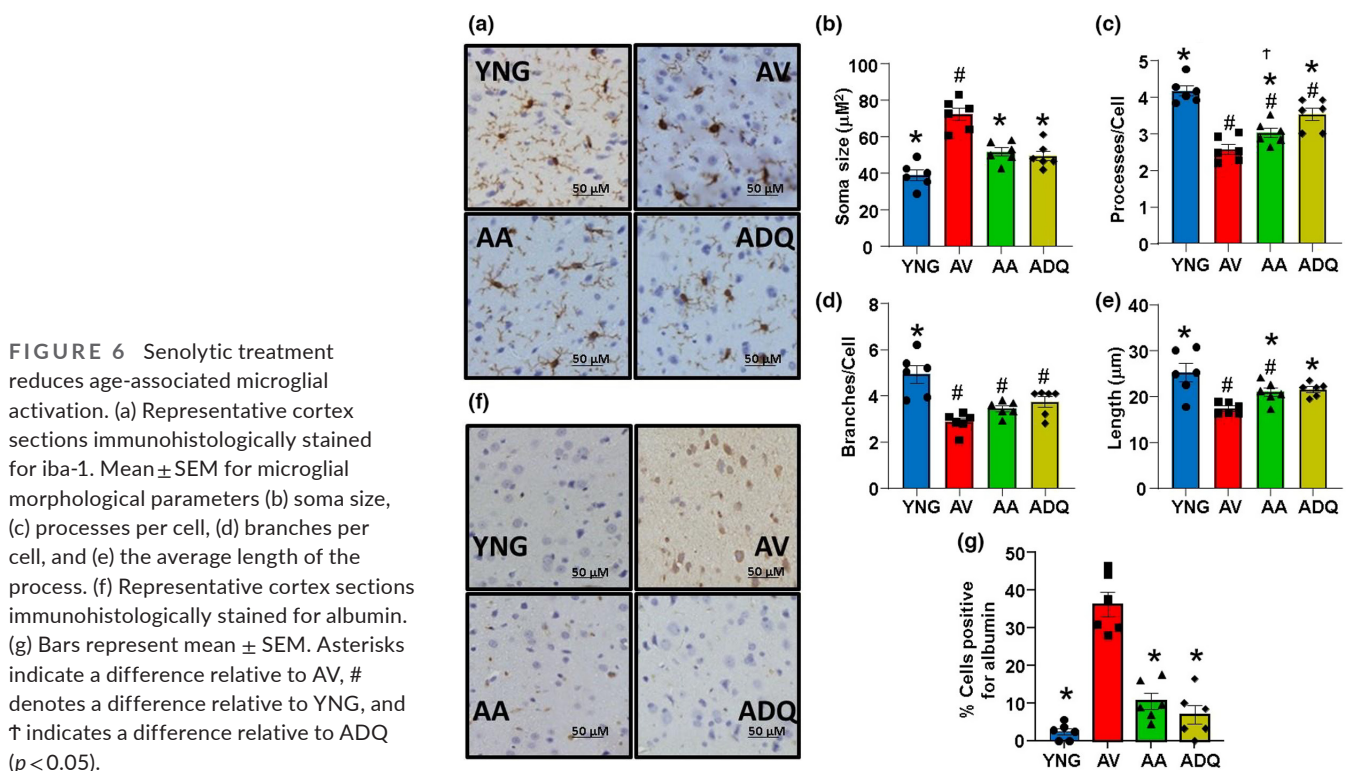 FIGURE 6 Senolytic treatment
reduces age-associated microglial
activation. (a) Representative cortex
sections immunohistologically stained
for iba-1. Mean ± SEM for microglial
morphological parameters (b) soma size,
(c) processes per cell, (d) branches per
cell, and (e) the average length of the
process. (f) Representative cortex sections
immunohistologically stained for albumin.
(g) Bars represent mean ± SEM. Asterisks
indicate a difference relative to AV, #
denotes a difference relative to YNG, and
† indicates a difference relative to ADQ
(p < 0.05).
(a)
YNG
50 µM
AV
50 µM
AA
50 µM
ADQ
50 µM
(b)
Soma size (µM²)
100
80
60
40
20
0
*
#
*
*
YNG AV AA ADQ
(c)
Processes/Cell
5
4
3
2
1
0
*
#
†
*
#
*
#
YNG AV AA ADQ
(d)
Branches/Cell
8
6
4
2
0
*
#
#
#
YNG AV AA ADQ
(e)
Length (µm)
40
30
20
10
0
*
#
*
#
*
YNG AV AA ADQ
(f)
YNG
50 µM
AV
50 µM
AA
50 µM
ADQ
50 µM
(g)
% Cells positive
for albumin
50
40
30
20
10
0
*
*
*
YNG AV AA ADQ